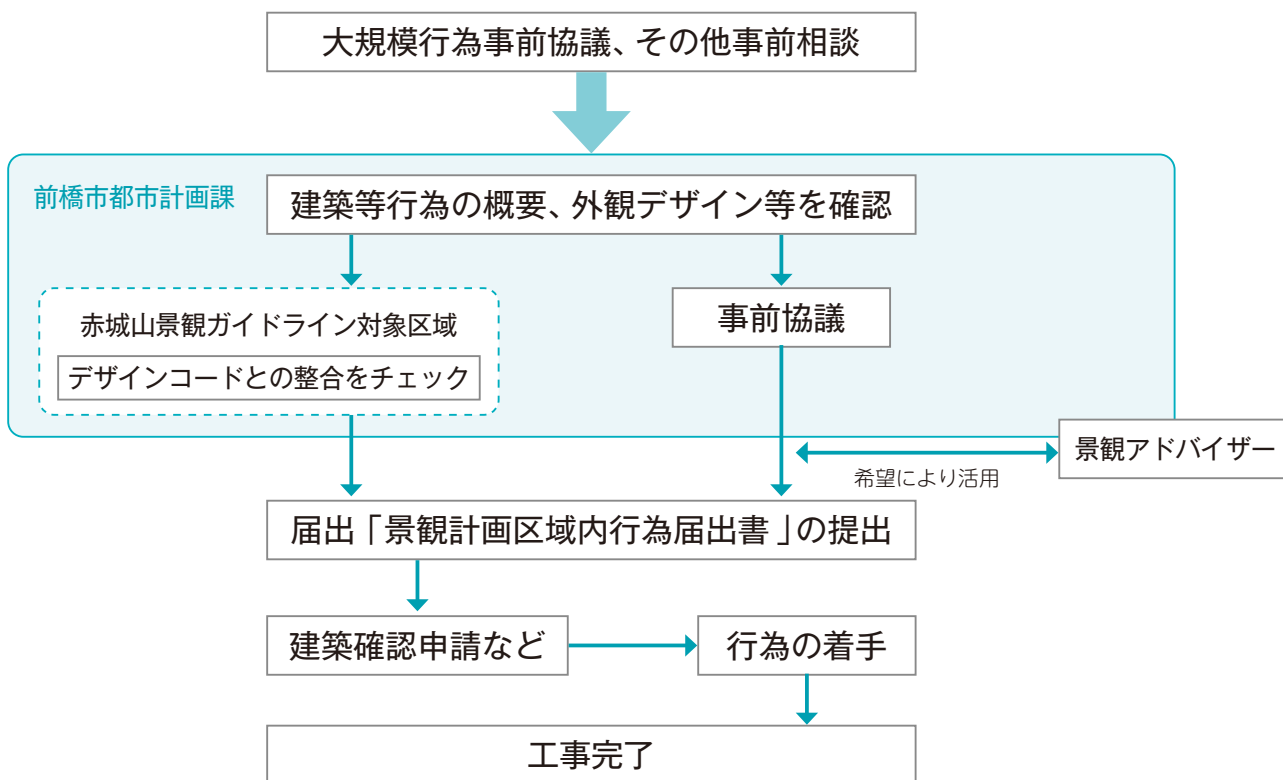 大規模行為事前協議、その他事前相談
前橋市都市計画課
建築等行為の概要、外観デザイン等を確認
赤城山景観ガイドライン対象区域
デザインコードとの整合をチェック
事前協議
景観アドバイザー
希望により活用
届出「景観計画区域内行為届出書」の提出
建築確認申請など
行為の着手
工事完了